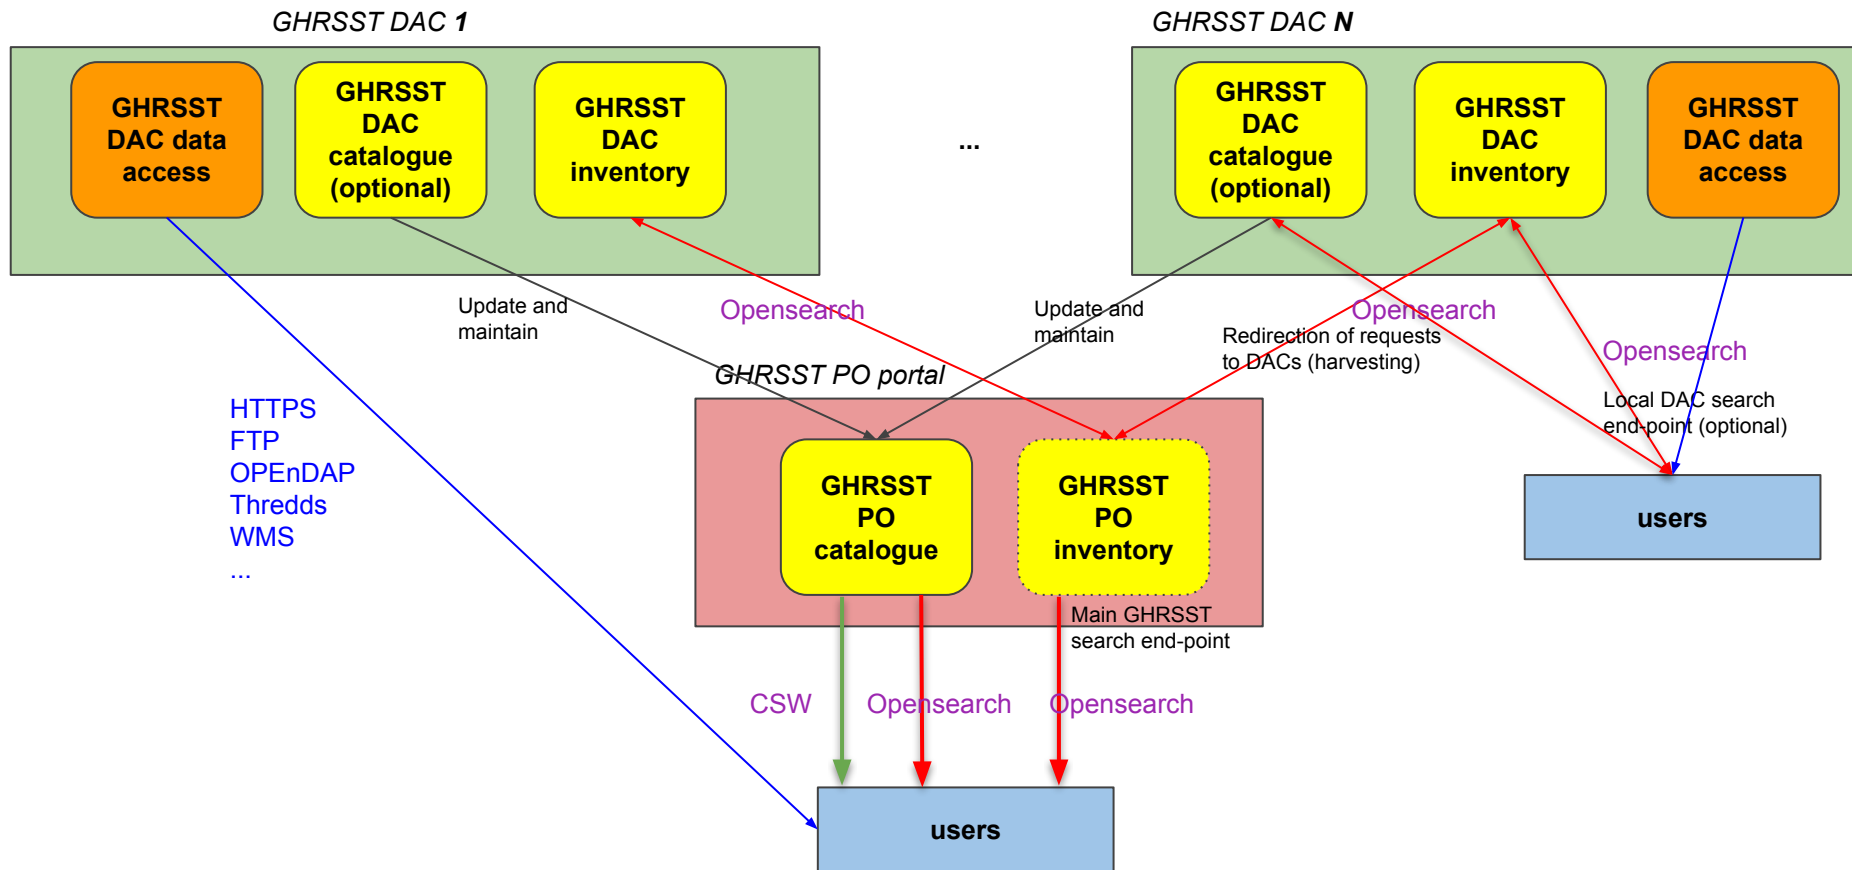 GHRSST DAC 1
GHRSST DAC N
GHRSST
DAC data
access
GHRSST
DAC
catalogue
(optional)
GHRSST
DAC
inventory
...
GHRSST
DAC
catalogue
(optional)
GHRSST
DAC
inventory
GHRSST
DAC data
access
Update and
maintain
Opensearch
Update and
maintain
Opensearch
Redirection of requests
to DACs (harvesting)
Opensearch
GHRSST PO portal
Local DAC search
end-point (optional)
HTTPS
FTP
OPEnDAP
Thredds
WMS
...
GHRSST
PO
catalogue
GHRSST
PO
inventory
users
Main GHRSST
search end-point
CSW
Opensearch
Opensearch
users